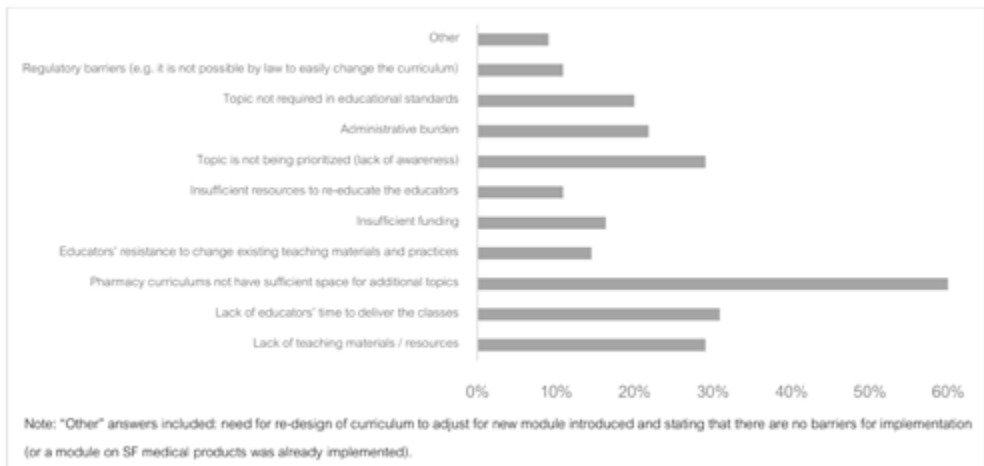 Other
Regulatory barriers (e.g. it is not possible by law to easily change the curriculum)
Topic not required in educational standards
Administrative burden
Topic is not being prioritized (lack of awareness)
Insufficient resources to re-educate the educators
Insufficient funding
Educators' resistance to change existing teaching materials and practices
Pharmacy curriculums not have sufficient space for additional topics
Lack of educators' time to deliver the classes
Lack of teaching materials / resources
0% 10% 20% 30% 40% 50% 60%
Note: "Other" answers included: need for re-design of curriculum to adjust for new module introduced and stating that there are no barriers for implementation
(or a module on SF medical products was already implemented).